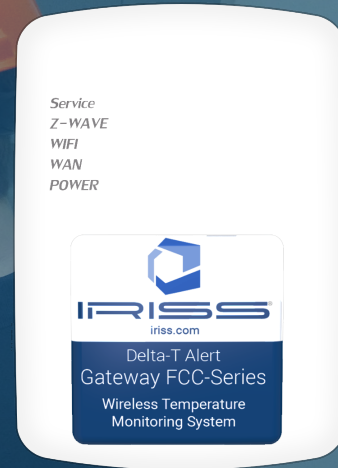 Service
Z-WAVE
WIFI
WAN
POWER
IRISS®
iriss.com
Delta-T Alert
Gateway FCC-Series
Wireless Temperature
Monitoring System